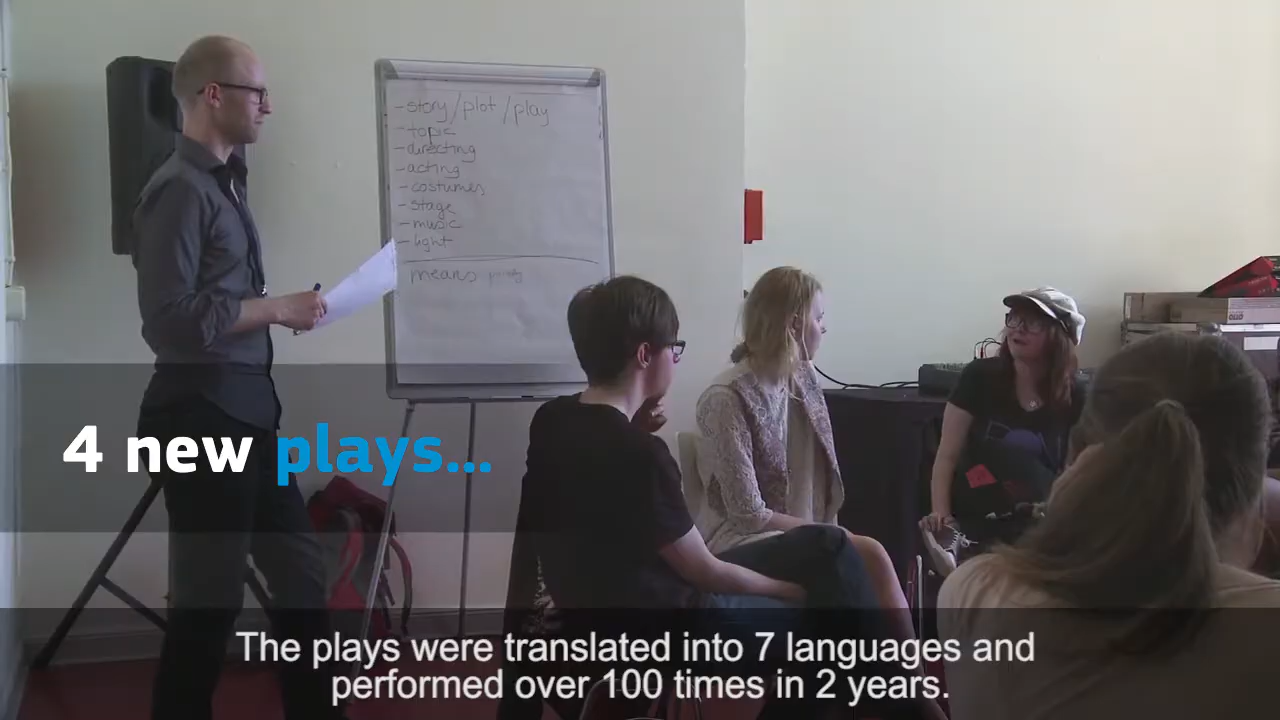 - story / plot / play
- topic
- directing
- acting
- costumes
- stage
- music
- light
means
4 new plays...
The plays were translated into 7 languages and
performed over 100 times in 2 years.